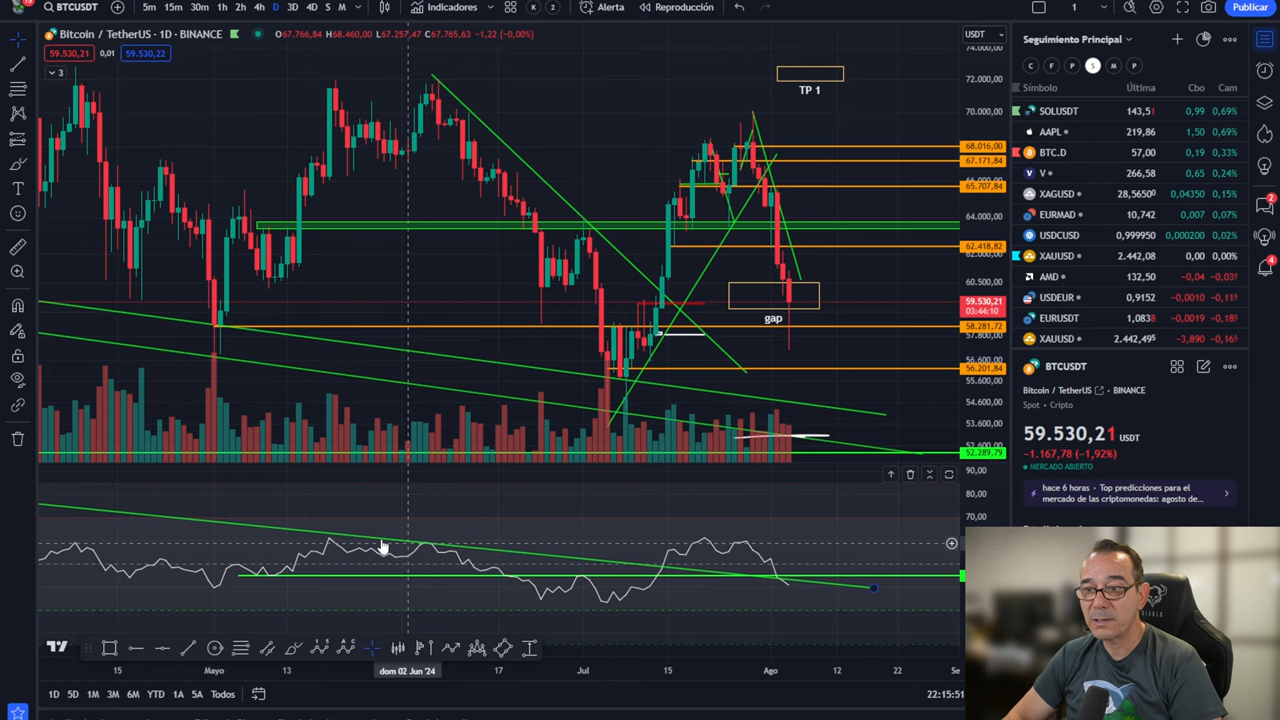 BTCUSDT
5m 15m 30m 1h 2h 4h D 3D 4D S M
Indicadores
K 2
Alerta
Reproducción
1
Publicar
Bitcoin / TetherUS · 1D · BINANCE
O67.766,84 H68.460,00 L67.257,47 C67.765,63 -1,22 (-0,00%)
59.530,21 0,01 59.530,22
3
USDT
TP 1
gap
74.000,00
72.000,00
70.000,00
68.016,00
67.171,84
66.000,00
65.707,84
64.000,00
62.418,82
62.000,00
60.500,00
59.530,21
03:44:10
58.281,72
57.800,00
56.600,00
56.201,84
55.600,00
54.600,00
53.600,00
52.600,00
52.289,79
90,00
80,00
70,00
15 Mayo 13 dom 02 Jun '24 17 Jul 15 Ago 12 22 Se
1D 5D 1M 3M 6M YTD 1A 5A Todos
22:15:51
Seguimiento Principal
C F P S M P
Símbolo Última Cbo Cam
SOLUSDT 143,51 0,99 0,69%
AAPL 219,86 1,50 0,69%
BTC.D 57,00 0,19 0,33%
V 266,58 0,65 0,24%
XAGUSD 28,5650 0,04350 0,15%
EURMAD 10,742 0,007 0,07%
USDCUSD 0,999950 0,000200 0,02%
XAUUSD 2.442,08 0,00 0,00%
AMD 132,50 -0,04 -0,03%
USDEUR 0,9152 -0,0010 -0,11%
EURUSDT 1,0838 -0,0019 -0,18%
XAUUSD 2.442,495 -3,890 -0,16%
BTCUSDT
Bitcoin / TetherUS · BINANCE
Spot · Cripto
59.530,21 USDT
-1.167,78 (-1,92%)
MERCADO ABIERTO
hace 6 horas · Top predicciones para el
mercado de las criptomonedas: agosto de...
2
4